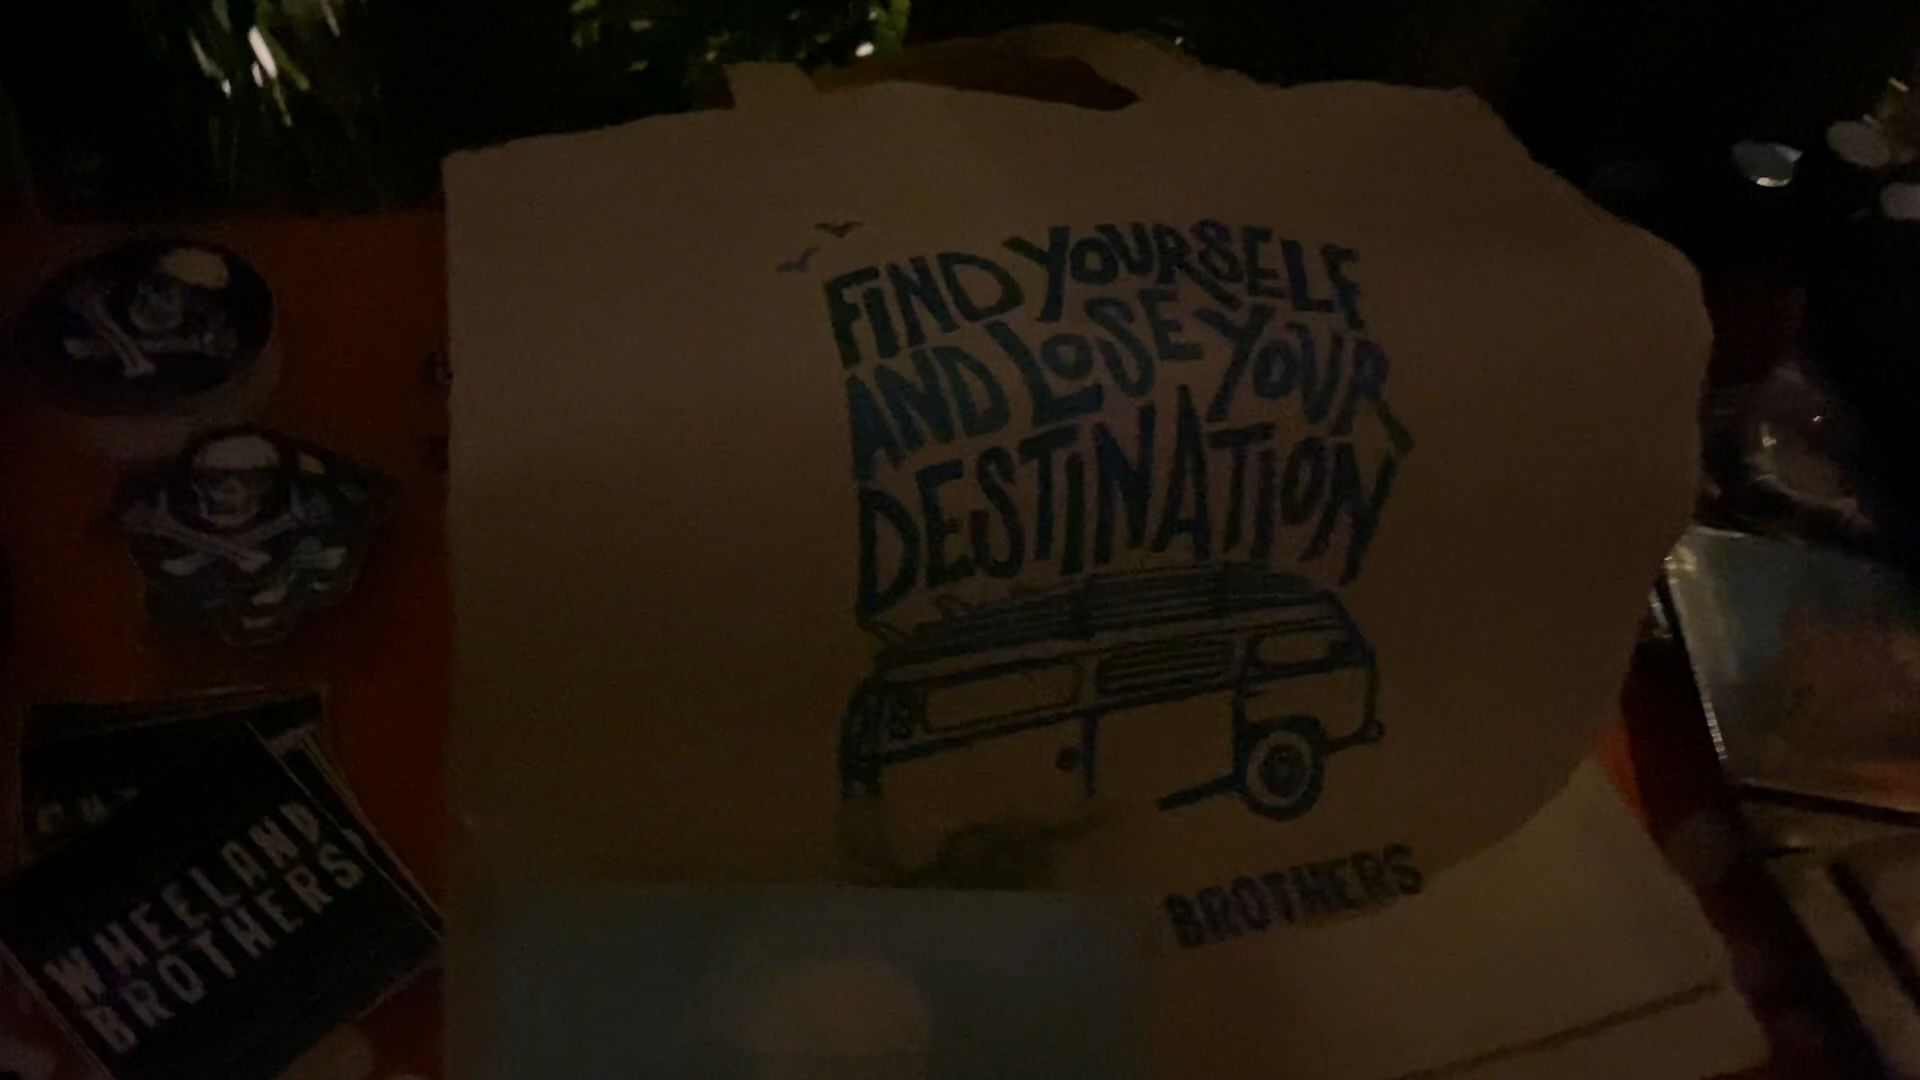 FIND YOURSELF
AND LOSE YOUR
DESTINATION
BROTHERS
WHEELAND
BROTHERS